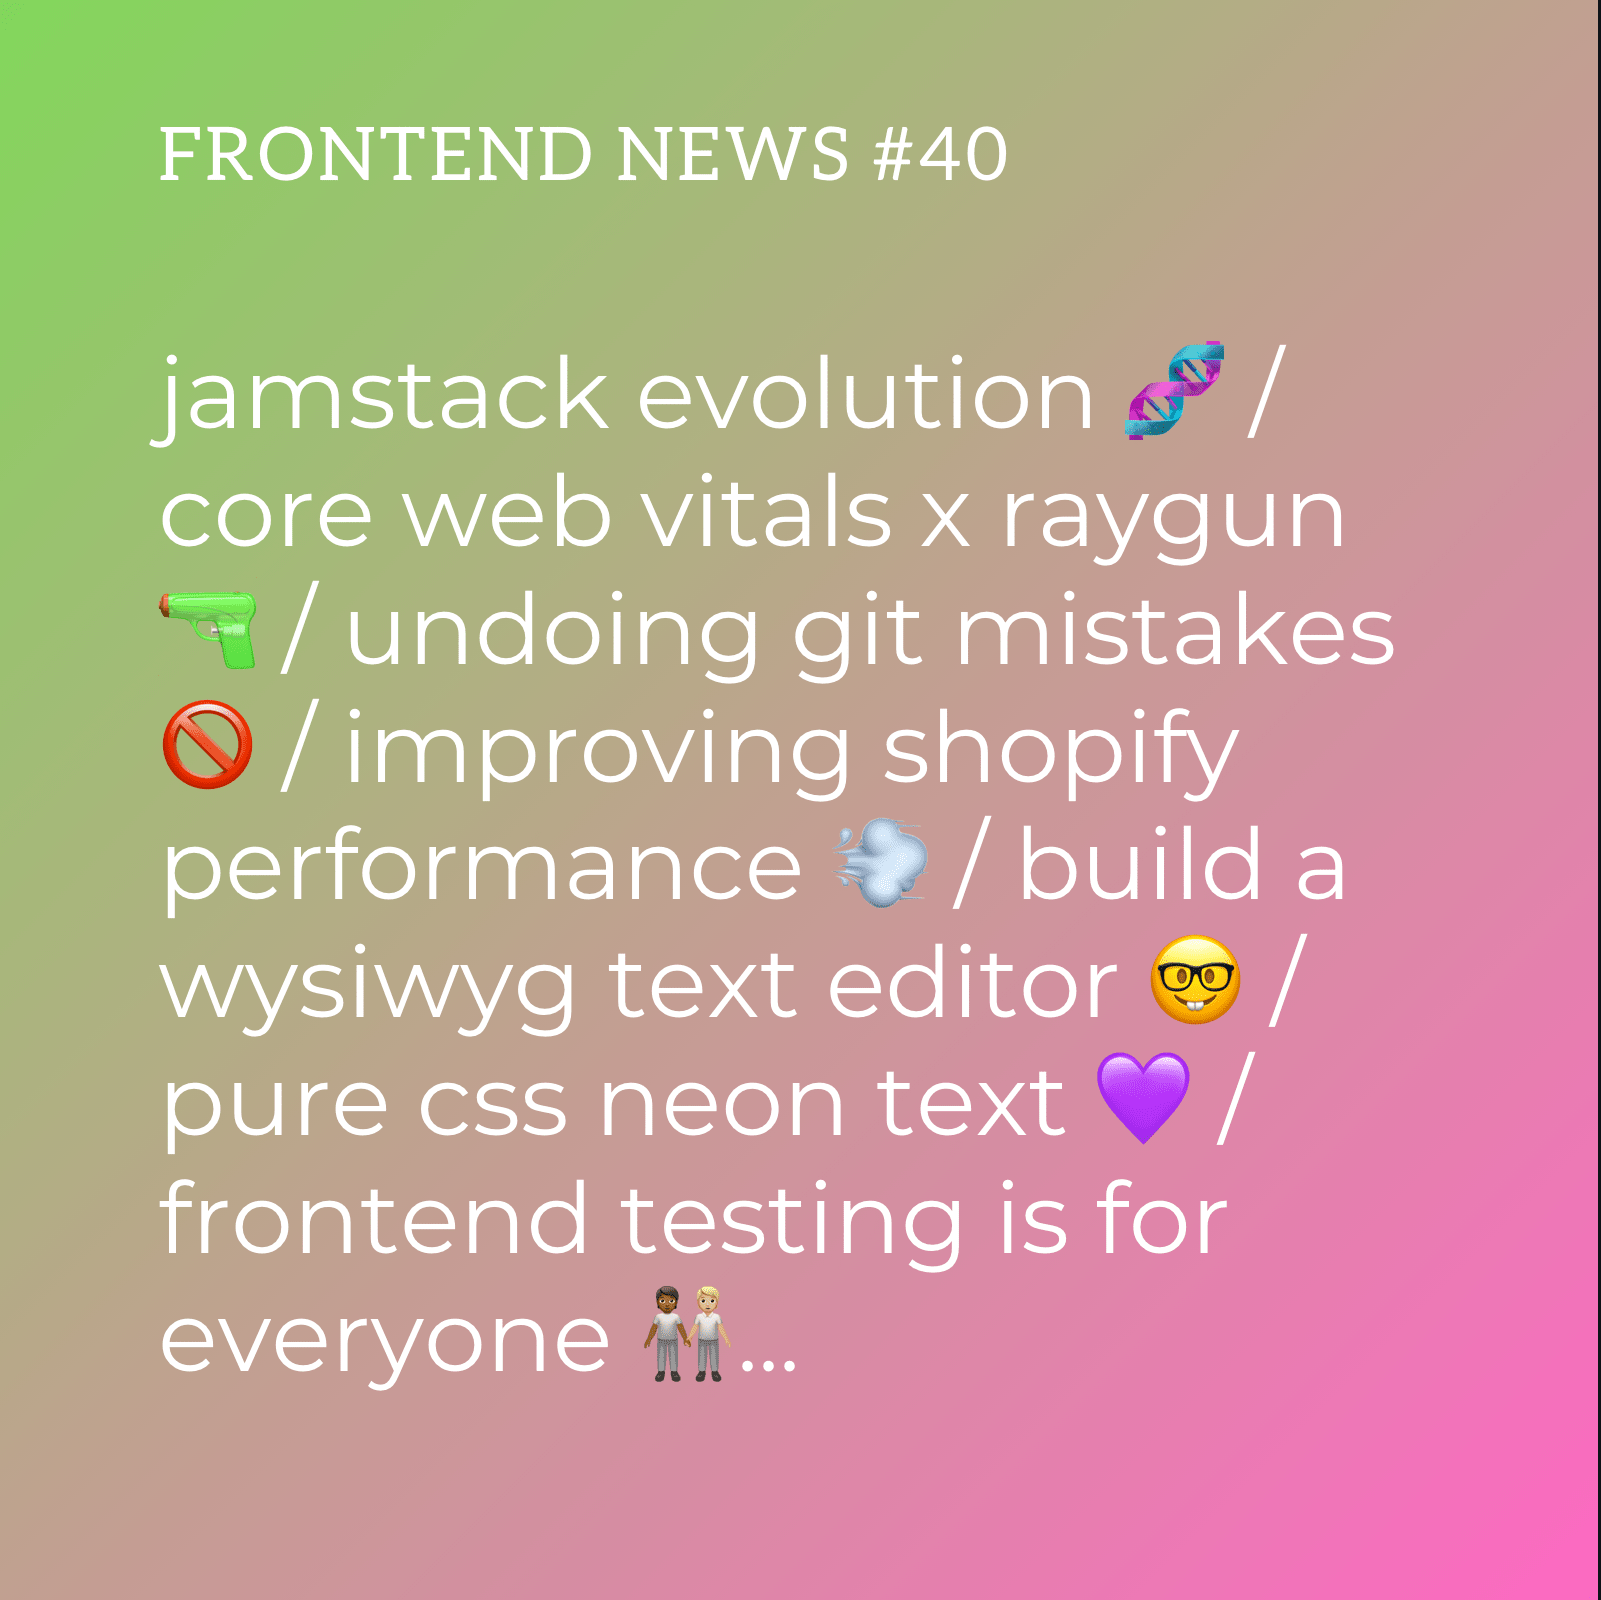 FRONTEND NEWS #40
jamstack evolution 🧬 /
core web vitals x raygun
🔫 / undoing git mistakes
🚫 / improving shopify
performance 💨 / build a
wysiwyg text editor 🤓 /
pure css neon text 💜 /
frontend testing is for
everyone 🧑🏾‍🤝‍🧑🏼...